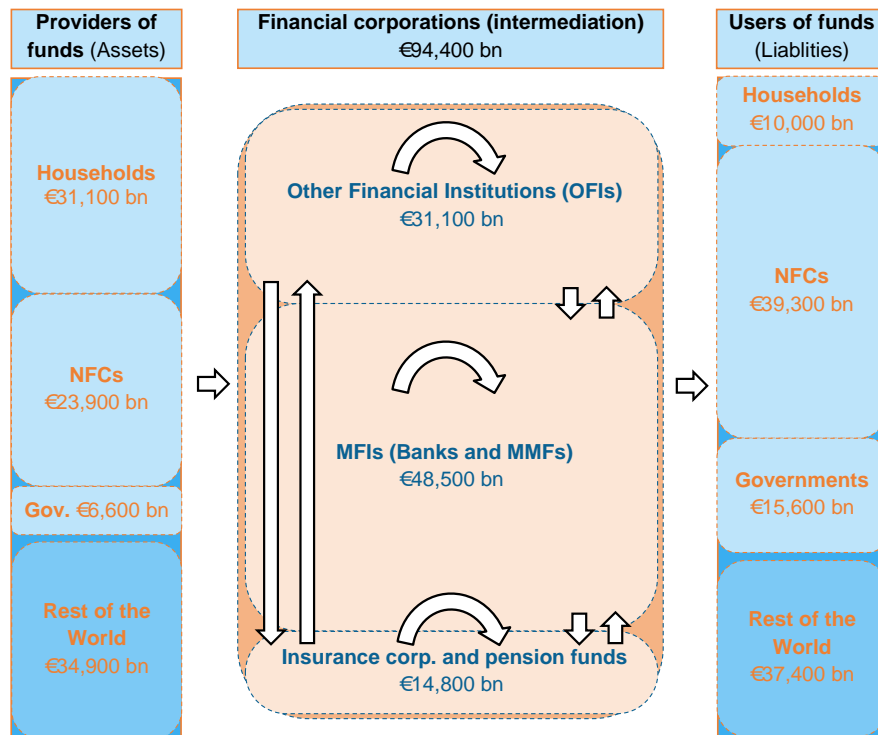 Providers of
funds (Assets)
Financial corporations (intermediation)
€94,400 bn
Users of funds
(Liablities)
Households
€31,100 bn
NFCs
€23,900 bn
Gov. €6,600 bn
Rest of the
World
€34,900 bn
Other Financial Institutions (OFIs)
€31,100 bn
MFIs (Banks and MMFs)
€48,500 bn
Insurance corp. and pension funds
€14,800 bn
Households
€10,000 bn
NFCs
€39,300 bn
Governments
€15,600 bn
Rest of the
World
€37,400 bn